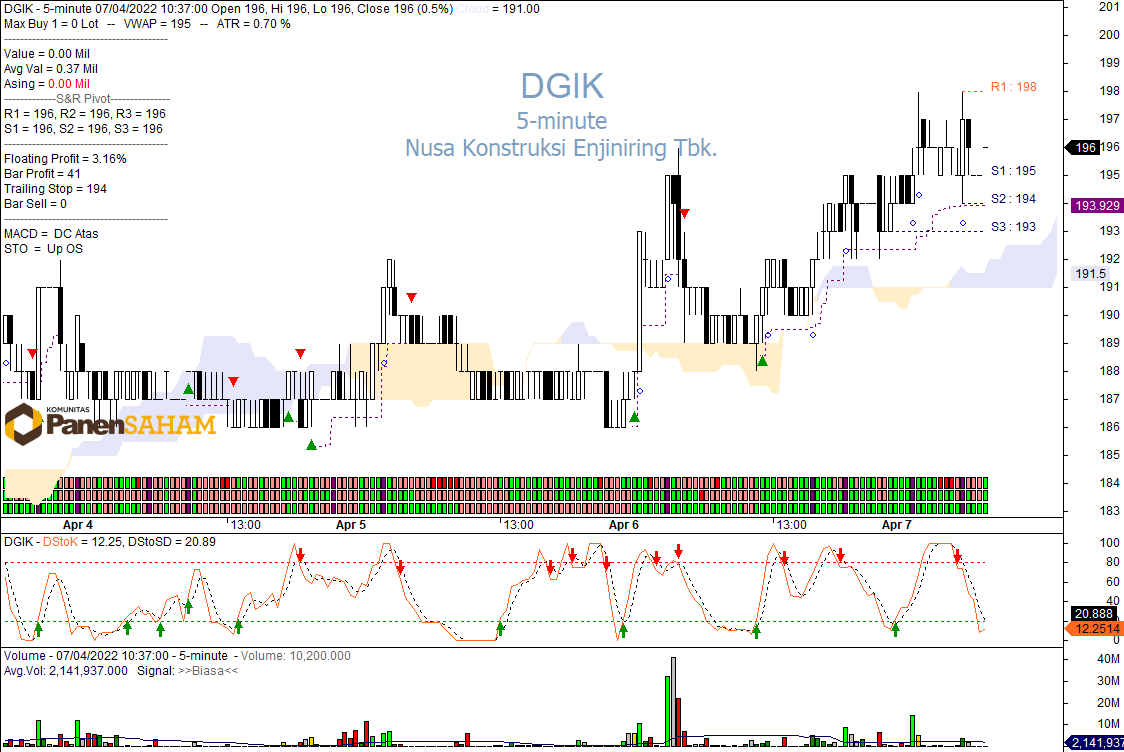 DGIK - 5-minute 07/04/2022 10:37:00 Open 196, Hi 196, Lo 196, Close 196 (0.5%) Cloud = 191.00
Max Buy 1 = 0 Lot -- VWAP = 195 -- ATR = 0.70 %
Value = 0.00 Mil
Avg Val = 0.37 Mil
Asing = 0.00 Mil
-------------S&R Pivot---------------
R1 = 196, R2 = 196, R3 = 196
S1 = 196, S2 = 196, S3 = 196
Floating Profit = 3.16%
Bar Profit = 41
Trailing Stop = 194
Bar Sell = 0
MACD = DC Atas
STO = Up OS
DGIK
5-minute
Nusa Konstruksi Enjiniring Tbk.
R1 : 198
S1 : 195
S2 : 194
S3 : 193
KOMUNITAS
PanenSAHAM
201
200
199
198
197
196
195
194
193.929
193
192
191.5
191
190
189
188
187
186
185
184
183
Apr 4 13:00 Apr 5 13:00 Apr 6 13:00 Apr 7
DGIK - DStoK = 12.25, DStoSD = 20.89
100
80
60
40
20.888
12.2514
0
Volume - 07/04/2022 10:37:00 - 5-minute - Volume: 10,200.000
Avg.Vol: 2,141,937.000 Signal: >>Biasa<<
40M
30M
20M
10M
2,141,937